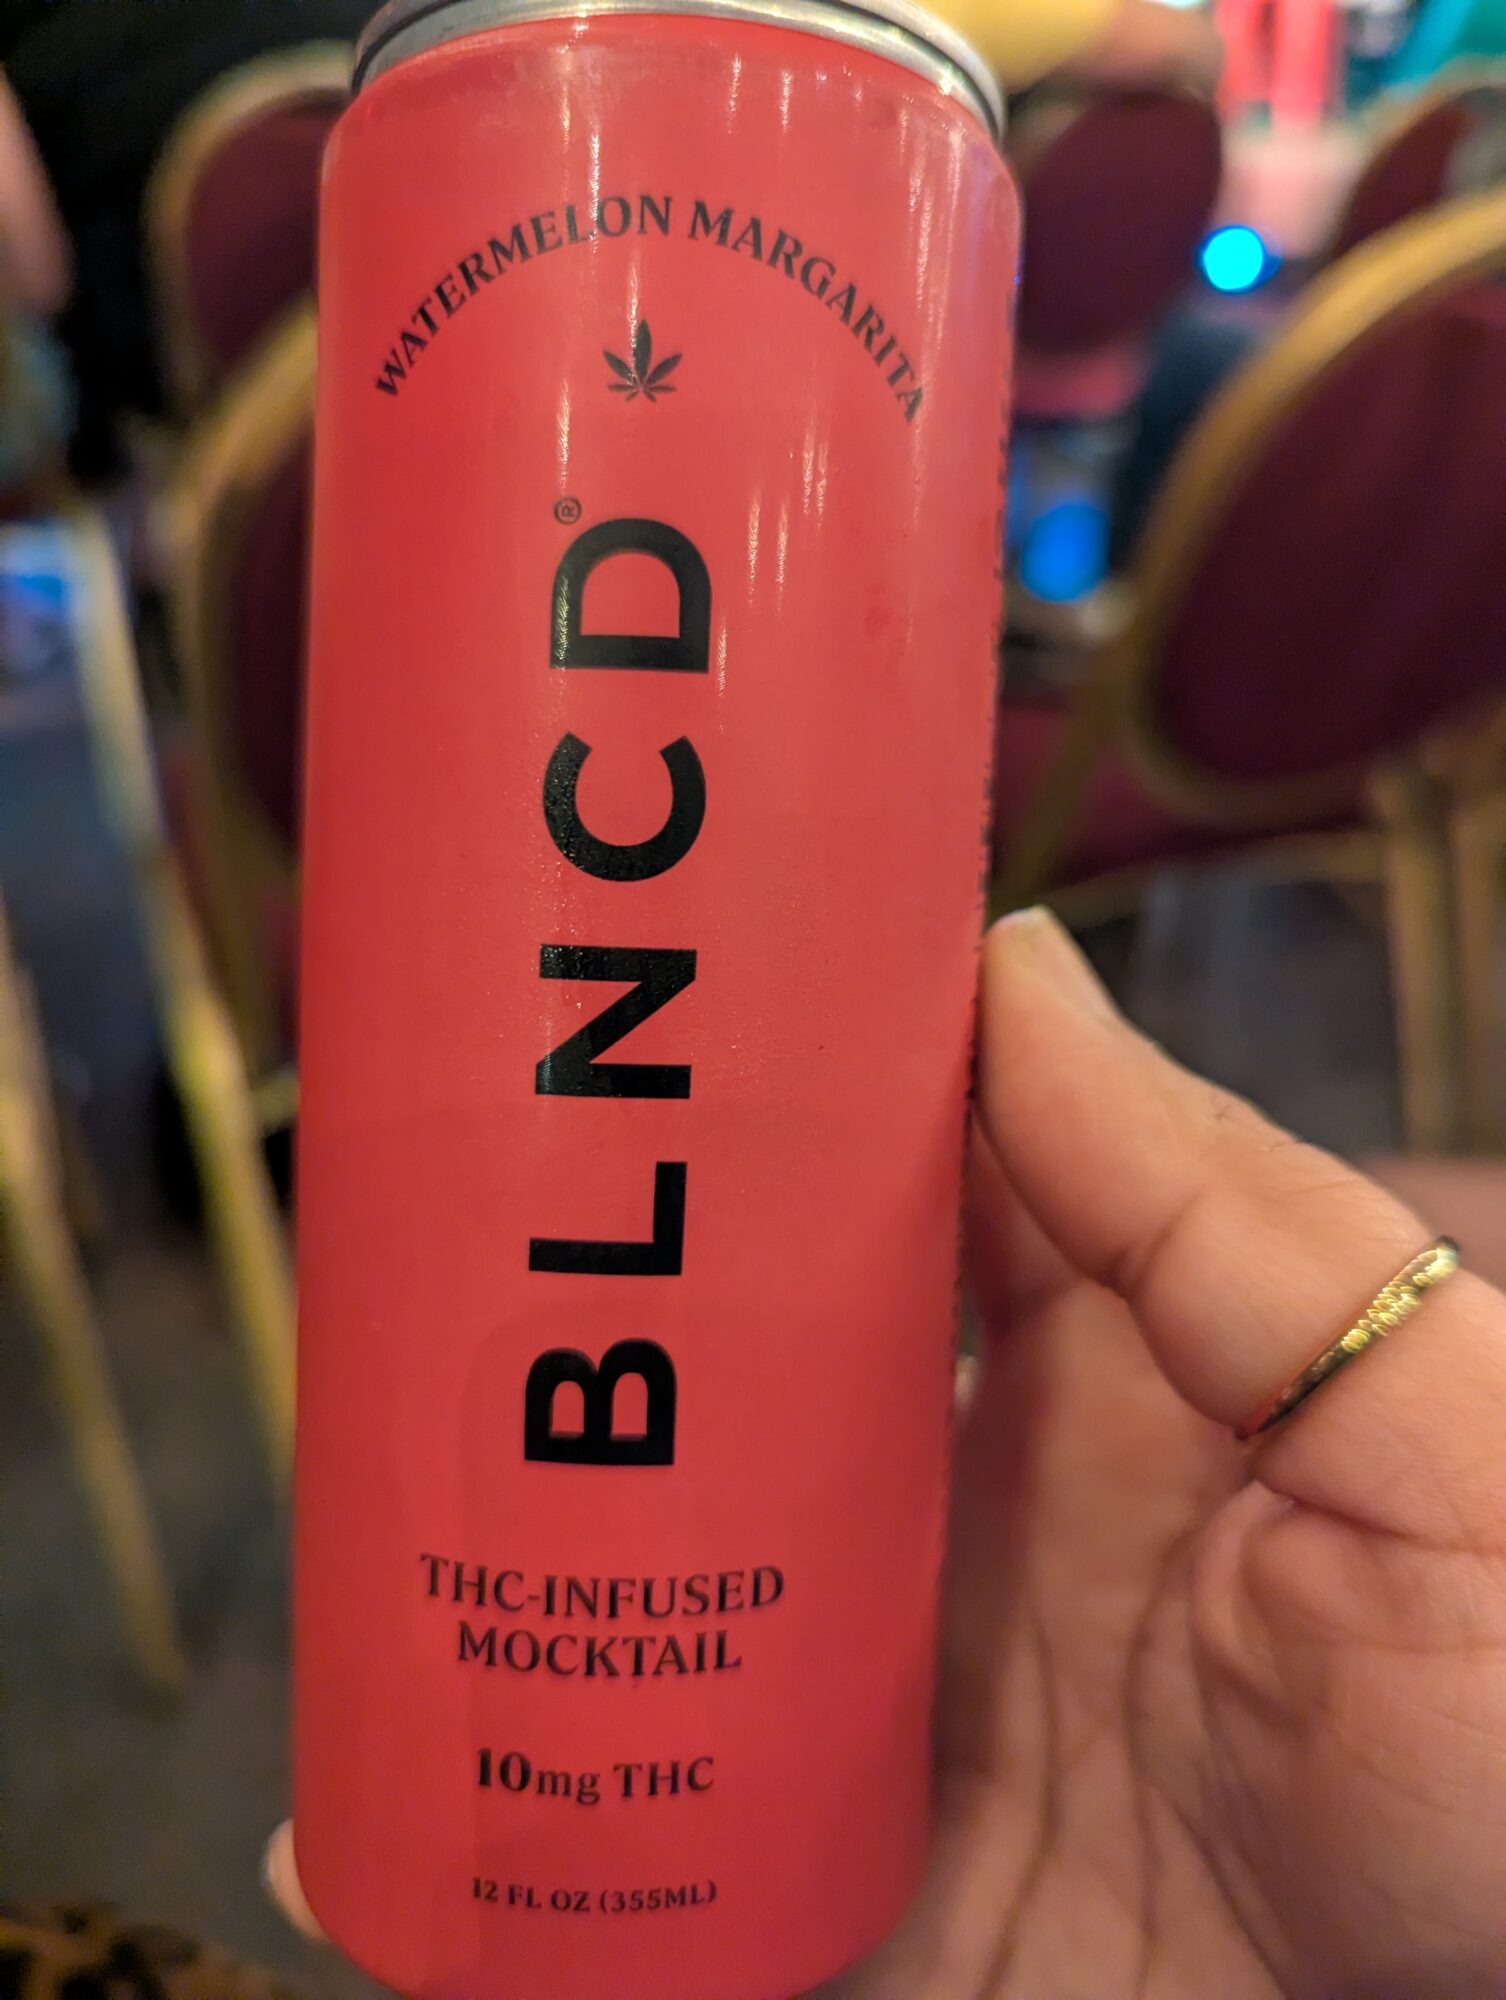 WATERMELON MARGARITA
BLNCD®
THC-INFUSED
MOCKTAIL
10mg THC
12 FL OZ (355ML)